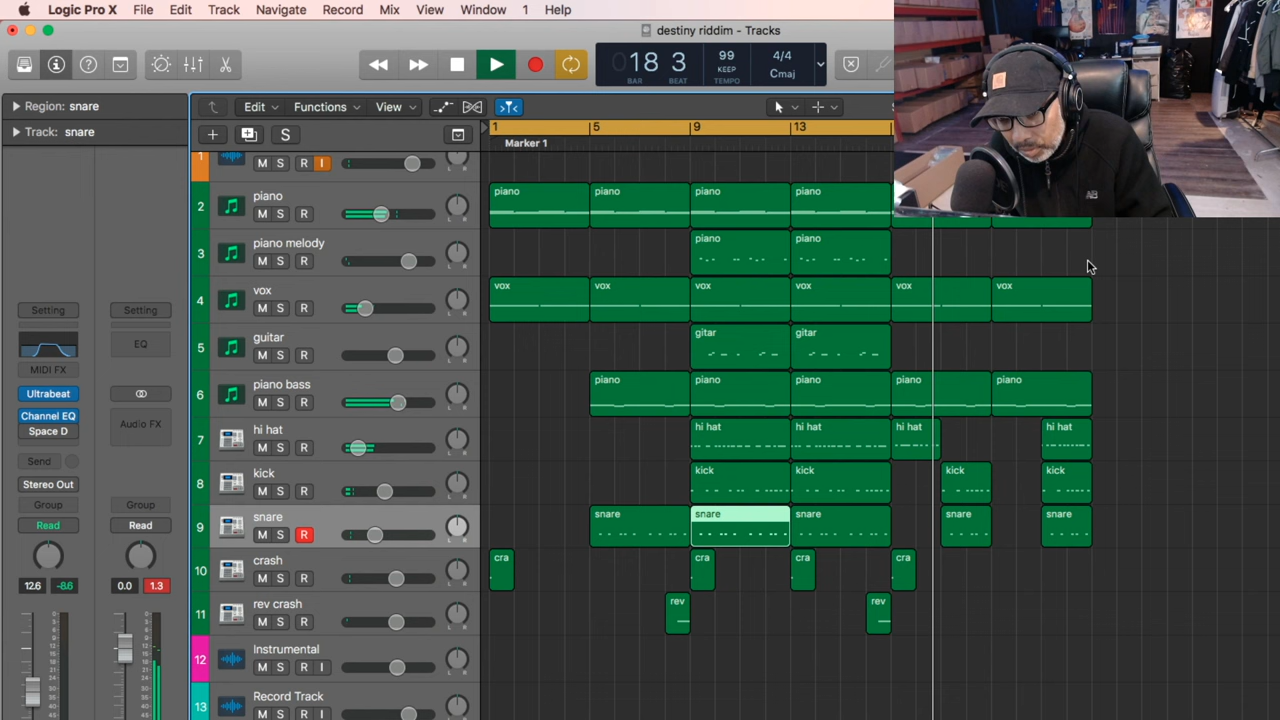 Logic Pro X File Edit Track Navigate Record Mix View Window 1 Help
destiny riddim - Tracks
18 3 99 4/4
KEEP Cmaj
BAR BEAT TEMPO
Region: snare
Track: snare
Edit Functions View
S
1 5 9 13
Marker 1
1 M S R I
2 piano M S R L R
piano piano piano piano
3 piano melody M S R L R
piano piano
4 vox M S R L R
vox vox vox vox vox vox
5 guitar M S R L R
gitar gitar
6 piano bass M S R L R
piano piano piano piano piano
7 hi hat M S R L R
hi hat hi hat hi hat hi hat
8 kick M S R L R
kick kick kick kick
9 snare M S R L R
snare snare snare snare snare
10 crash M S R L R
cra cra cra cra
11 rev crash M S R L R
rev rev
12 Instrumental M S R I L R
13 Record Track M S R I
Setting Setting
EQ
MIDI FX
Ultrabeat
Channel EQ
Space D
Audio FX
Send
Stereo Out
Group Group
Read Read
12.6 -8.6 0.0 1.3
AB